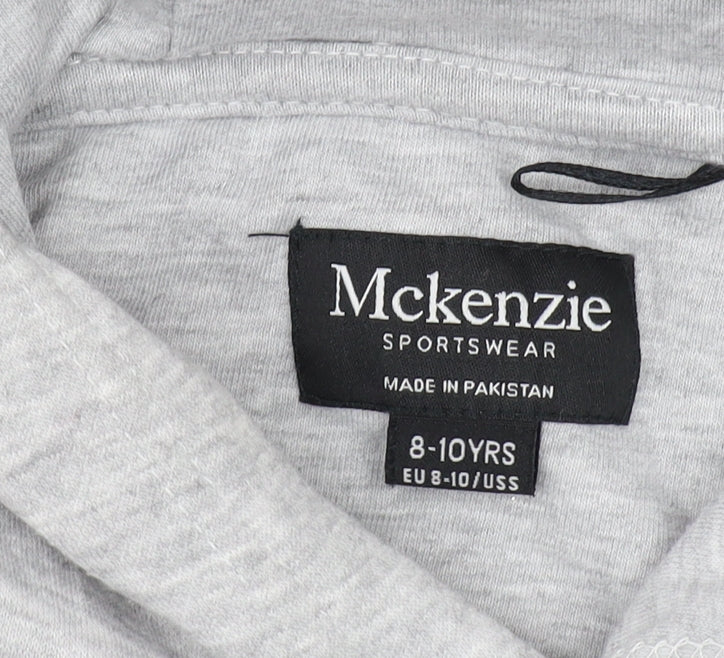 Mckenzie
SPORTSWEAR
MADE IN PAKISTAN
8-10YRS
EU 8-10/USS